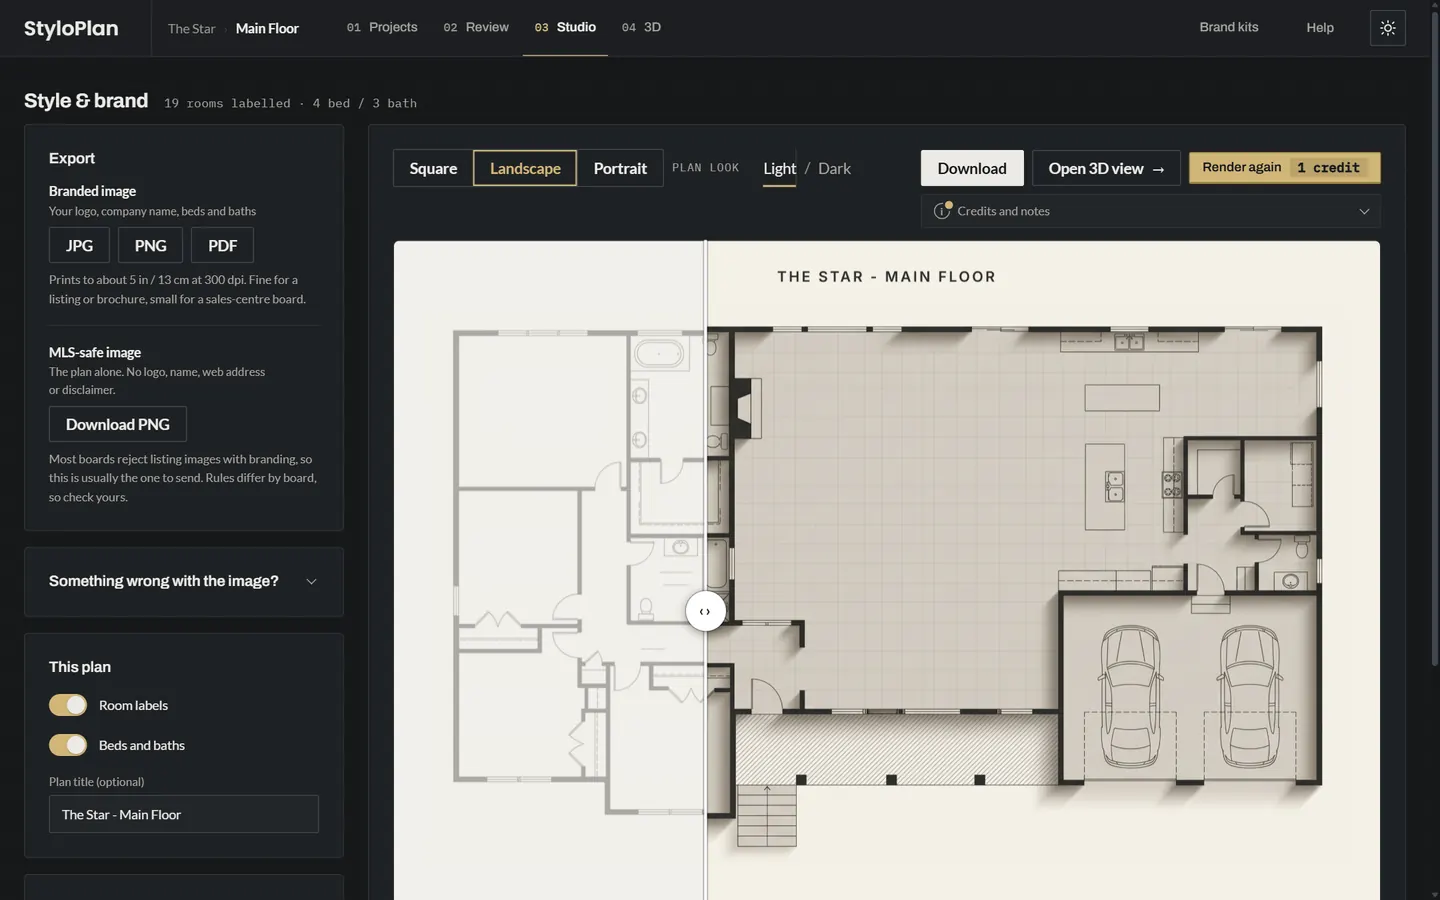 StyloPlan
The Star
Main Floor
01 Projects
02 Review
03 Studio
04 3D
Brand kits
Help
Style & brand
19 rooms labelled · 4 bed / 3 bath
Export
Branded image
Your logo, company name, beds and baths
JPG
PNG
PDF
Prints to about 5 in / 13 cm at 300 dpi. Fine for a
listing or brochure, small for a sales-centre board.
MLS-safe image
The plan alone. No logo, name, web address
or disclaimer.
Download PNG
Most boards reject listing images with branding, so
this is usually the one to send. Rules differ by board,
so check yours.
Something wrong with the image?
This plan
Room labels
Beds and baths
Plan title (optional)
The Star - Main Floor
Square
Landscape
Portrait
PLAN LOOK
Light / Dark
Download
Open 3D view →
Render again 1 credit
Credits and notes
THE STAR - MAIN FLOOR